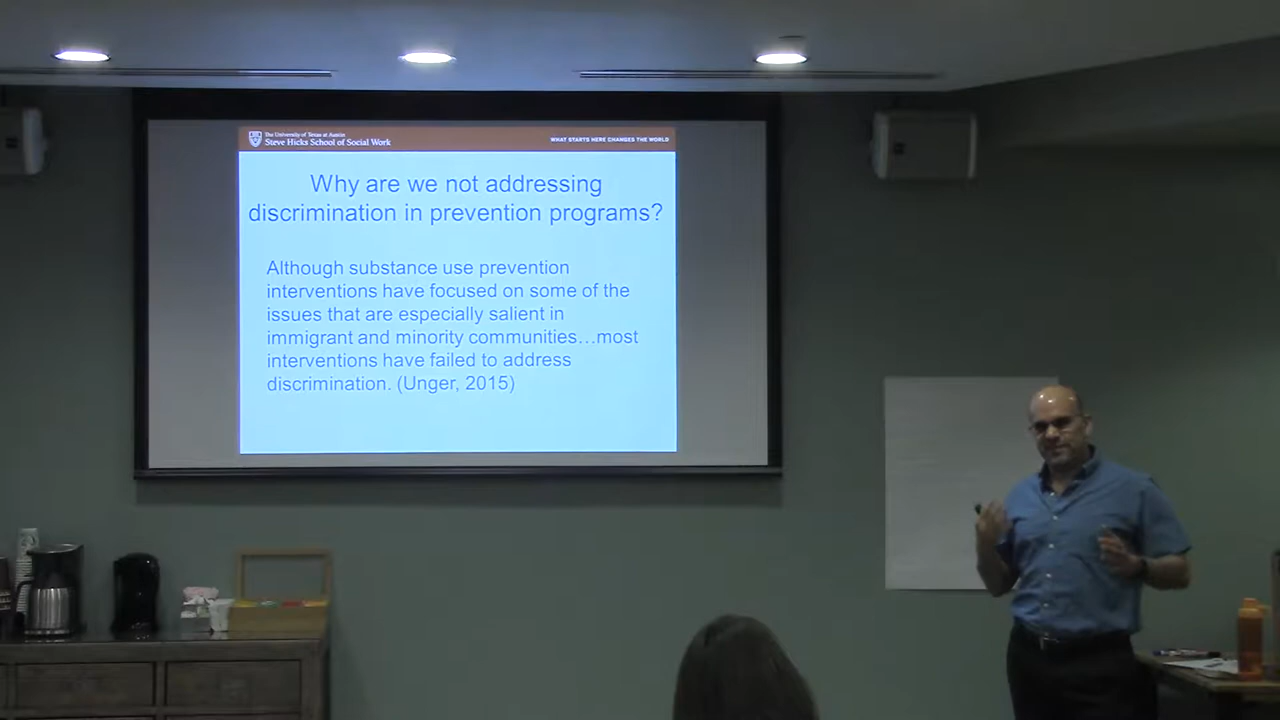 The University of Texas at Austin
Steve Hicks School of Social Work
WHAT STARTS HERE CHANGES THE WORLD
Why are we not addressing
discrimination in prevention programs?
Although substance use prevention
interventions have focused on some of the
issues that are especially salient in
immigrant and minority communities…most
interventions have failed to address
discrimination. (Unger, 2015)